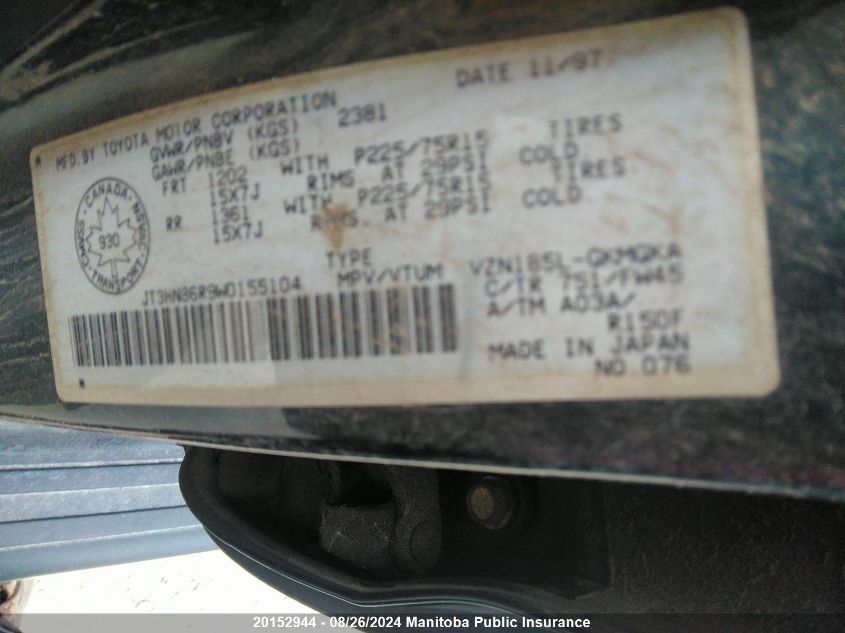 DATE 11/97
MFD.BY TOYOTA MOTOR CORPORATION
GVWR/PNBV (KGS) 2381
GAWR/PNBE (KGS)
FRT 1202 WITH P225/75R15 TIRES
15X7J RIMS AT 29PSI COLD
RR 1361 WITH P225/75R15 TIRES
15X7J RIMS AT 29PSI COLD
CANADA
930
TRANSPORT
TYPE VZN185L-GKMGKA
JT3HN86R9W0155104 MPV/VTUM C/TR 751/FW45
A/TM A03A/
R150F
MADE IN JAPAN
NO.076
20152944 - 08/26/2024 Manitoba Public Insurance